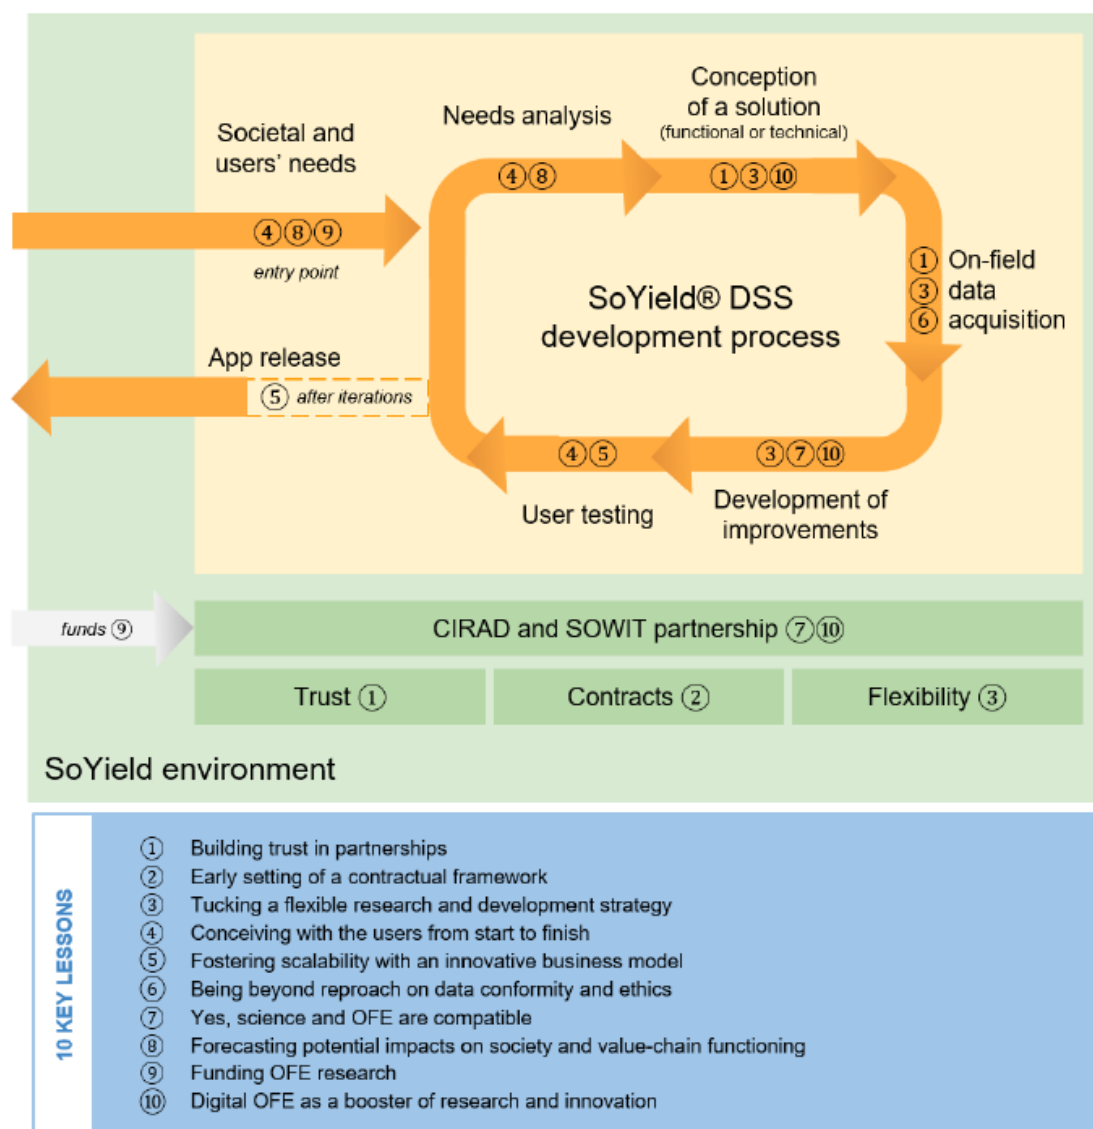 Conception
of a solution
(functional or technical)
Needs analysis
Societal and
users' needs
④⑧
①③⑩
④⑧⑨
entry point
① On-field
③ data
⑥ acquisition
SoYield® DSS
development process
App release
⑤ after iterations
④⑤
③⑦⑩
User testing
Development of
improvements
funds ⑨
CIRAD and SOWIT partnership ⑦⑩
Trust ①
Contracts ②
Flexibility ③
SoYield environment
10 KEY LESSONS
① Building trust in partnerships
② Early setting of a contractual framework
③ Tucking a flexible research and development strategy
④ Conceiving with the users from start to finish
⑤ Fostering scalability with an innovative business model
⑥ Being beyond reproach on data conformity and ethics
⑦ Yes, science and OFE are compatible
⑧ Forecasting potential impacts on society and value-chain functioning
⑨ Funding OFE research
⑩ Digital OFE as a booster of research and innovation